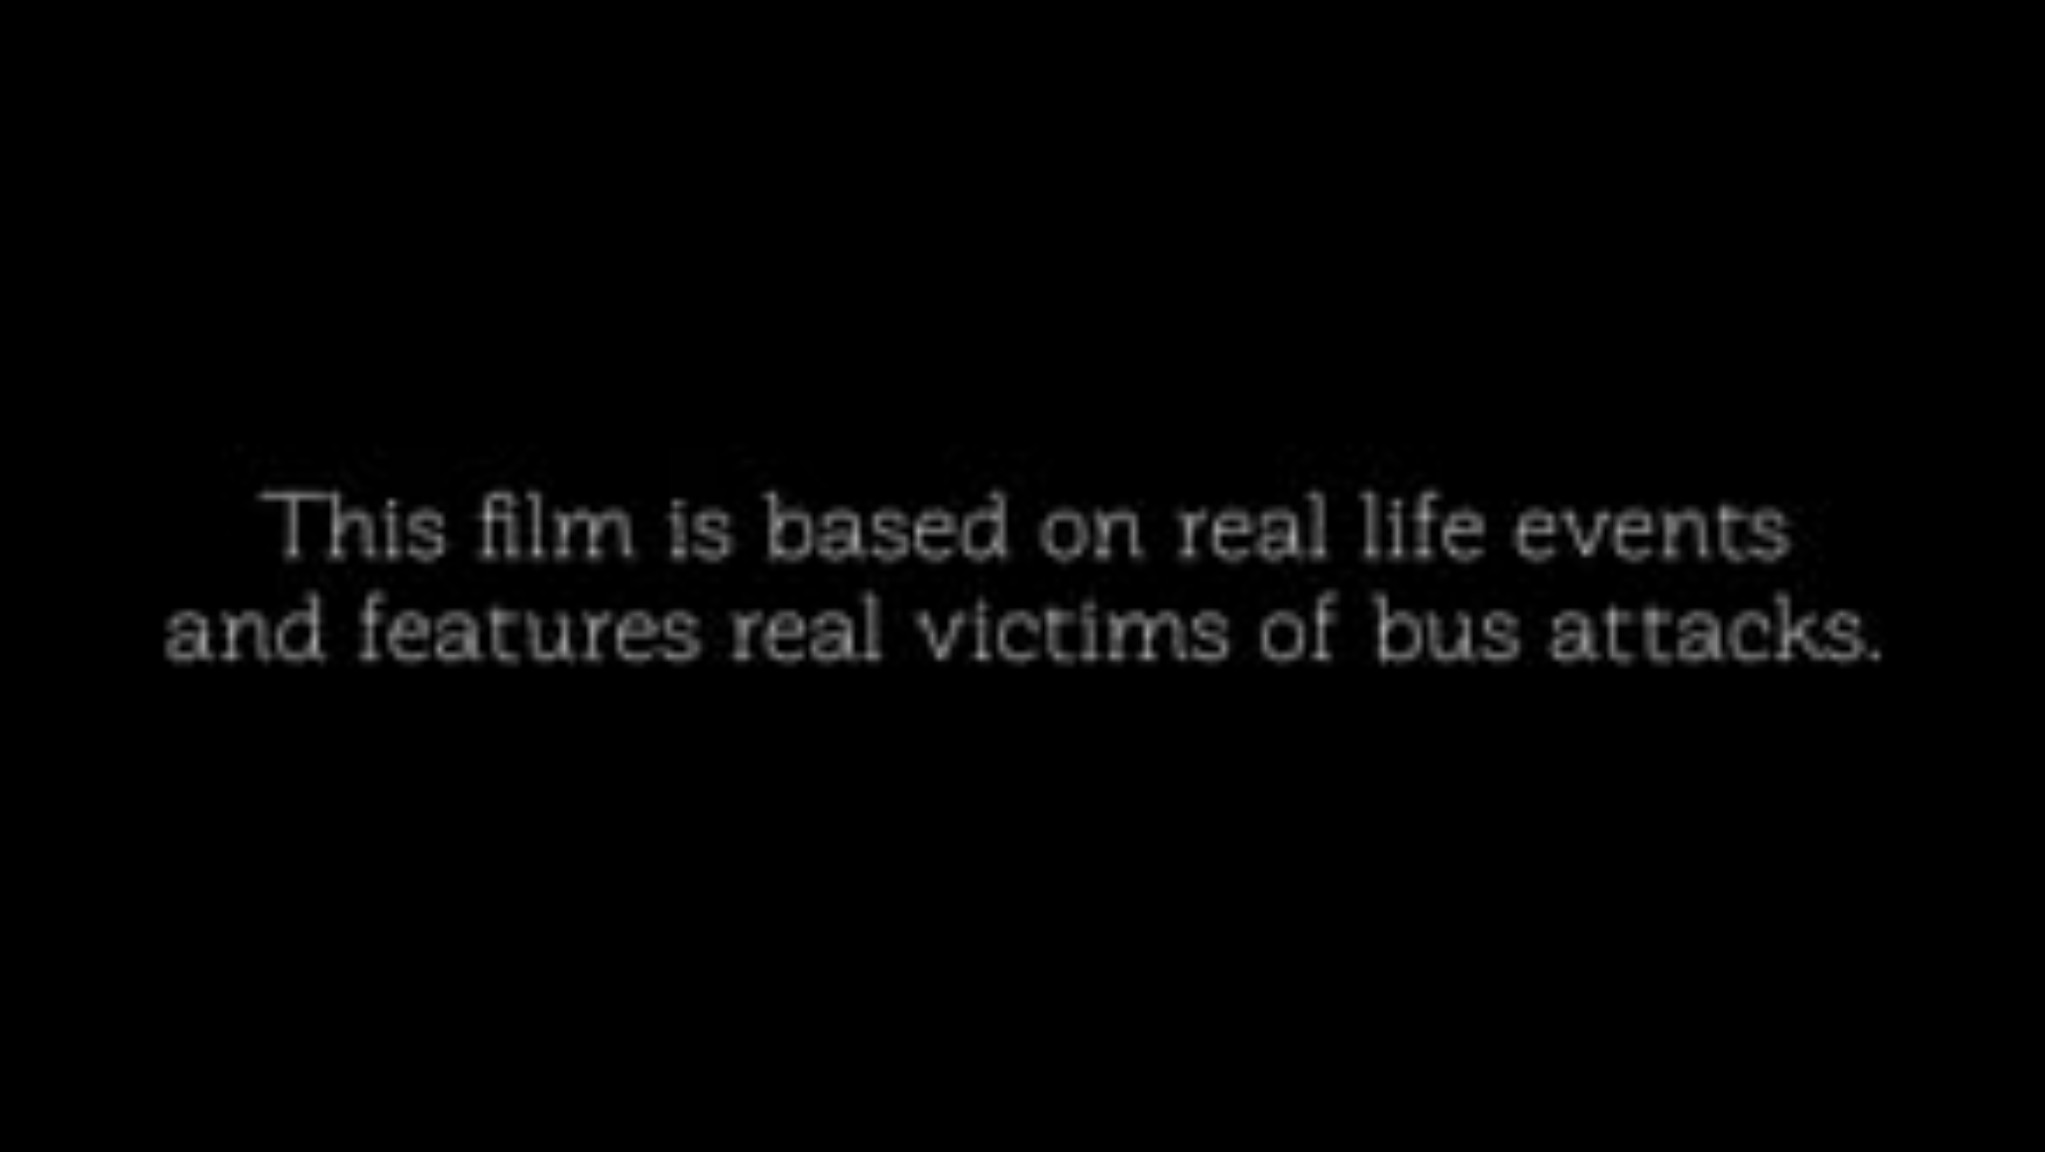 This film is based on real life events
and features real victims of bus attacks.